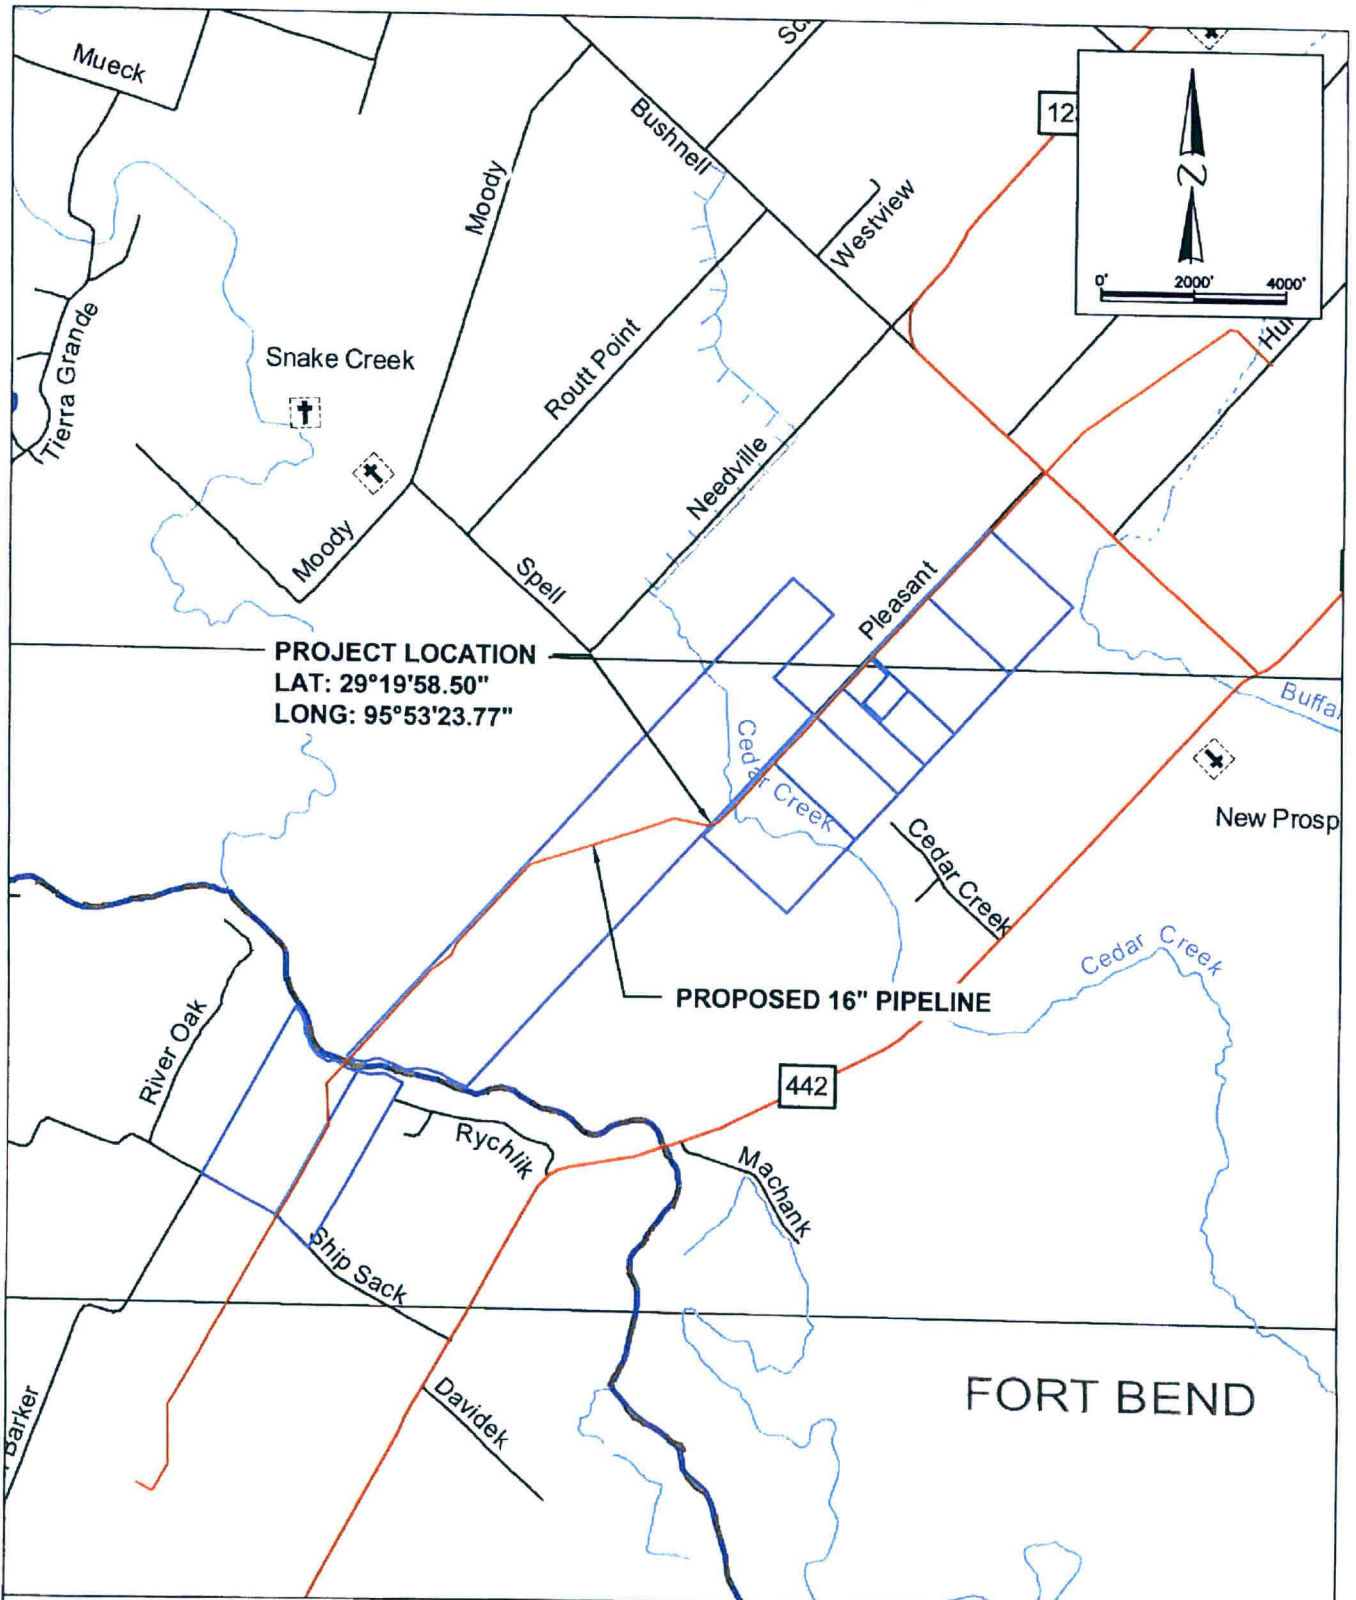 Mueck
Bushnell
Moody
Westview
N
0' 2000' 4000'
Tierra Grande
Snake Creek
Routt Point
Needville
Moody
Spell
Pleasant
PROJECT LOCATION
LAT: 29°19'58.50"
LONG: 95°53'23.77"
Cedar Creek
New Prosp
Cedar Creek
Cedar Creek
PROPOSED 16" PIPELINE
River Oak
442
Rychlik
Machank
Ship Sack
FORT BEND
Davidek
Barker